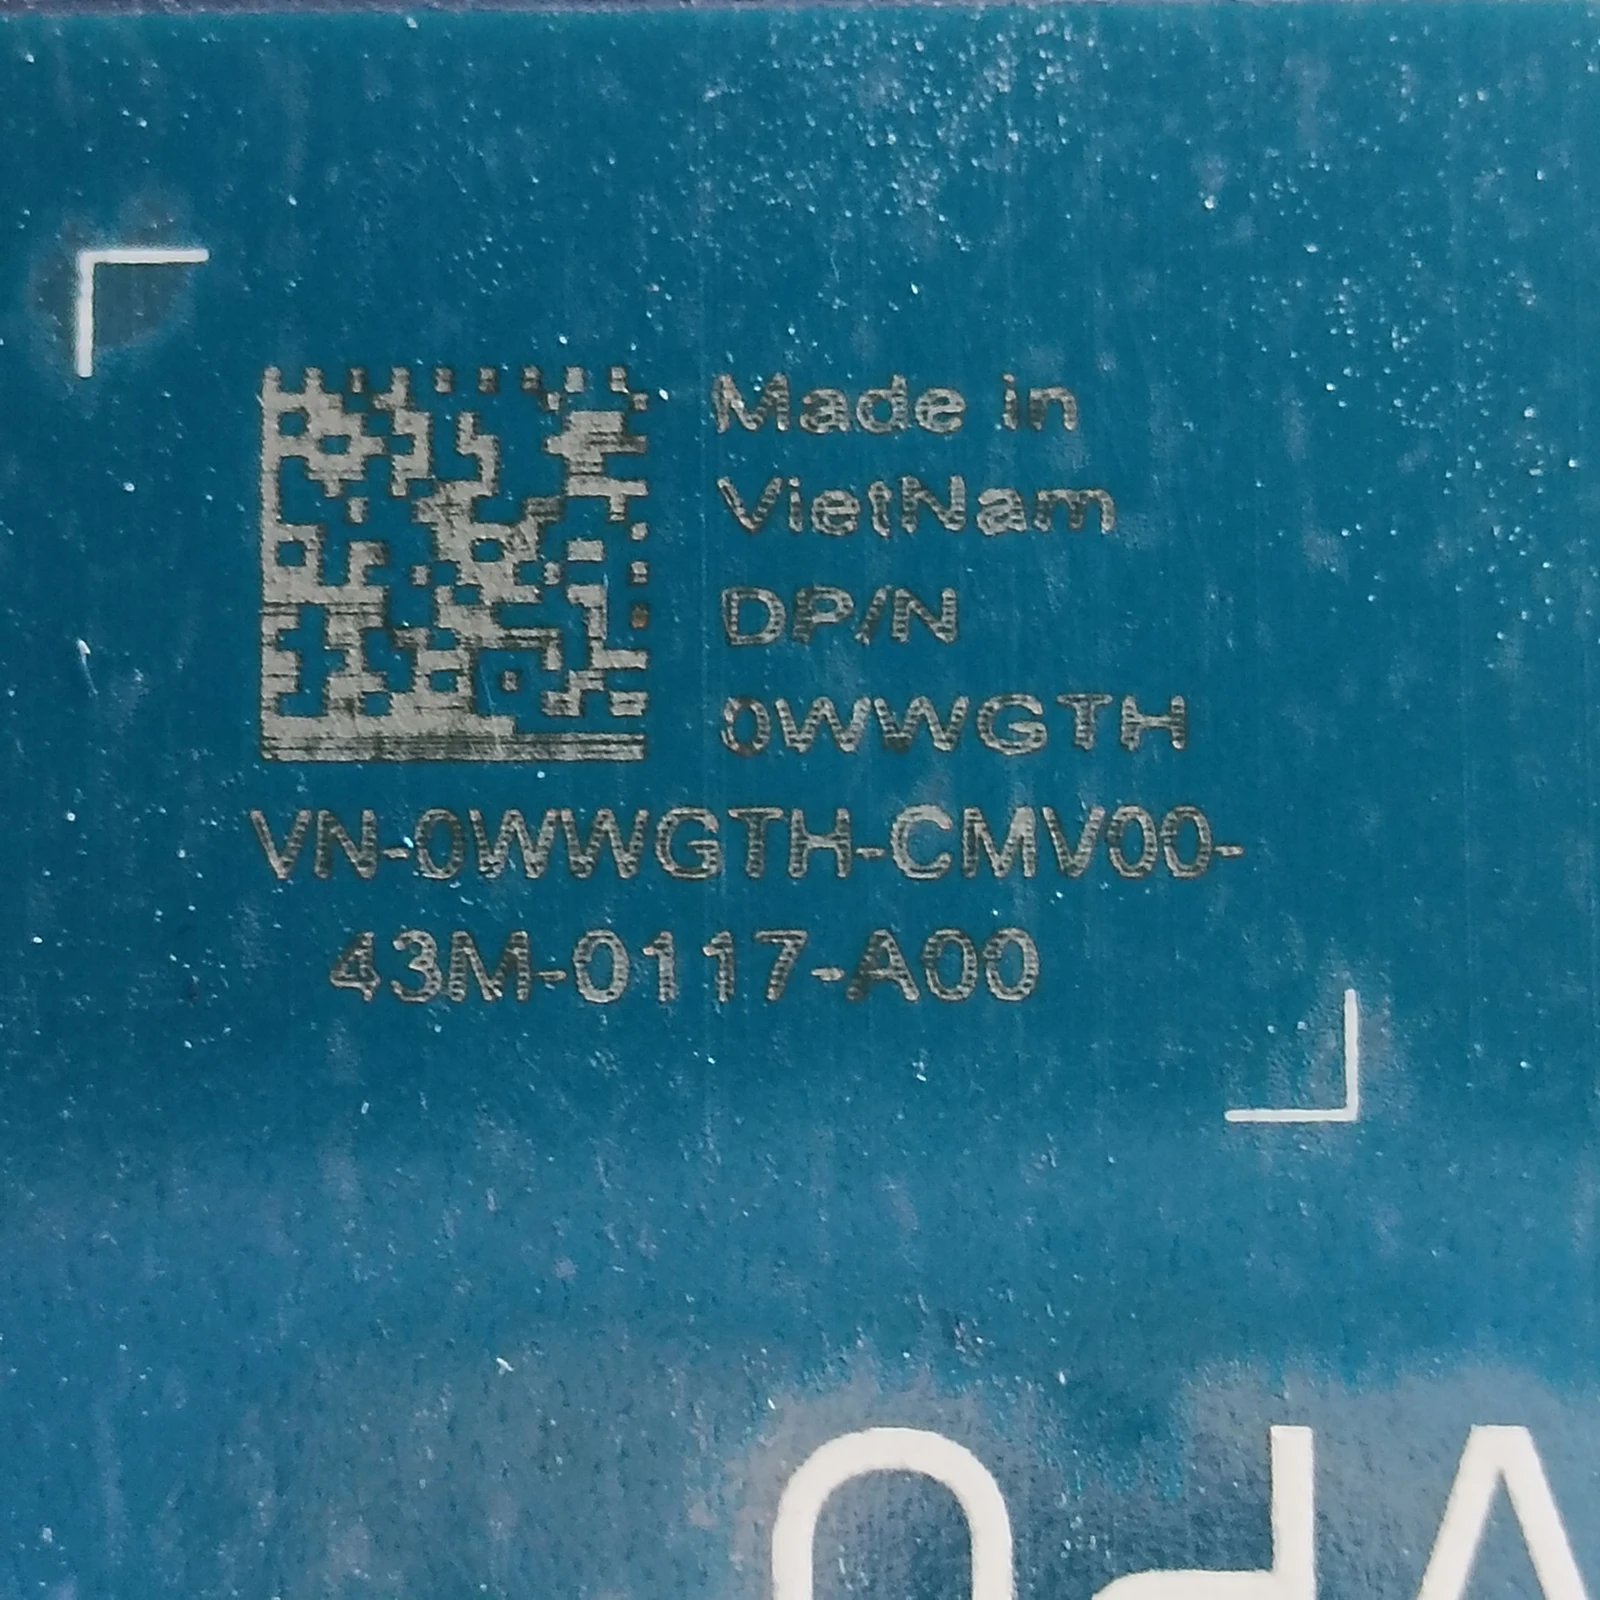 Made in
VietNam
DP/N
0WWGTH
VN-0WWGTH-CMV00-
43M-0117-A00